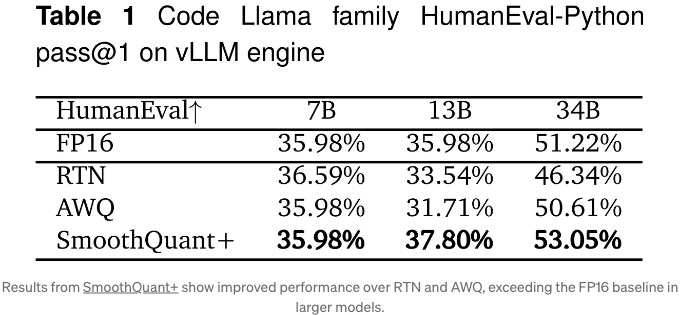 Table 1 Code Llama family HumanEval-Python
pass@1 on vLLM engine
HumanEval↑ 7B 13B 34B
FP16 35.98% 35.98% 51.22%
RTN 36.59% 33.54% 46.34%
AWQ 35.98% 31.71% 50.61%
SmoothQuant+ 35.98% 37.80% 53.05%
Results from SmoothQuant+ show improved performance over RTN and AWQ, exceeding the FP16 baseline in
larger models.